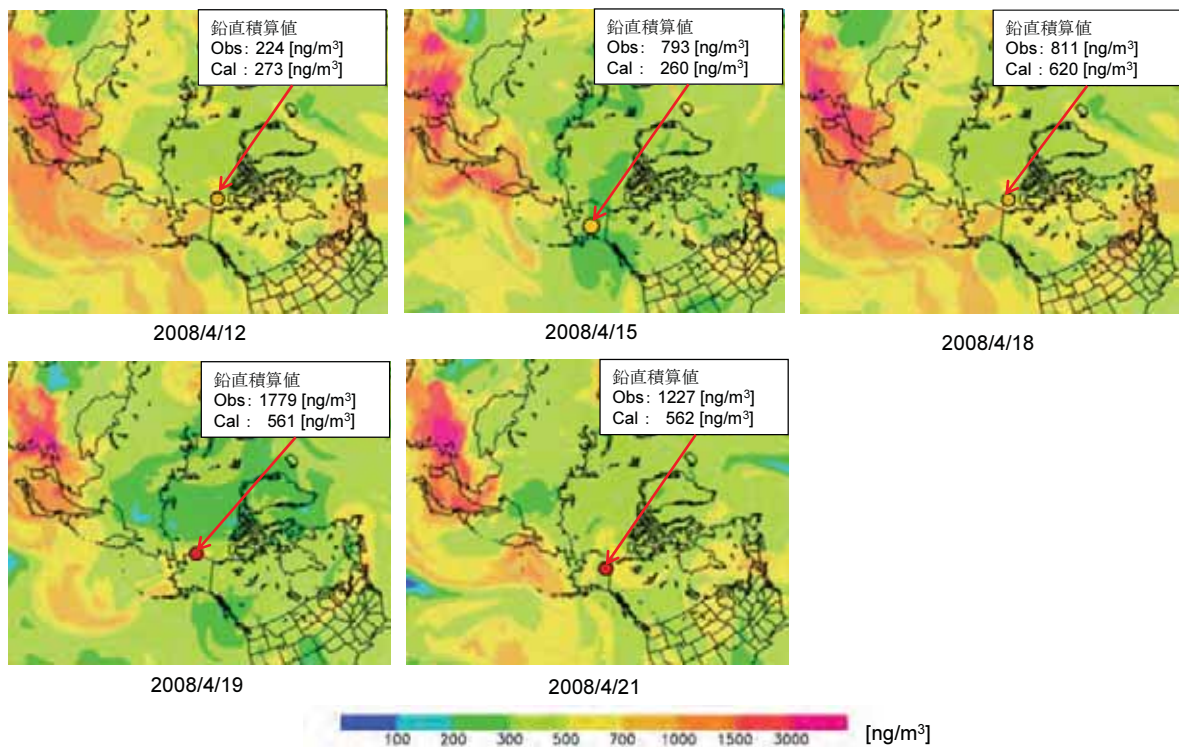 鉛直積算値
Obs: 224 [ng/m³]
Cal : 273 [ng/m³]
鉛直積算値
Obs: 793 [ng/m³]
Cal : 260 [ng/m³]
鉛直積算値
Obs: 811 [ng/m³]
Cal : 620 [ng/m³]
2008/4/12
2008/4/15
2008/4/18
鉛直積算値
Obs: 1779 [ng/m³]
Cal : 561 [ng/m³]
鉛直積算値
Obs: 1227 [ng/m³]
Cal : 562 [ng/m³]
2008/4/19
2008/4/21
100 200 300 500 700 1000 1500 3000 [ng/m³]